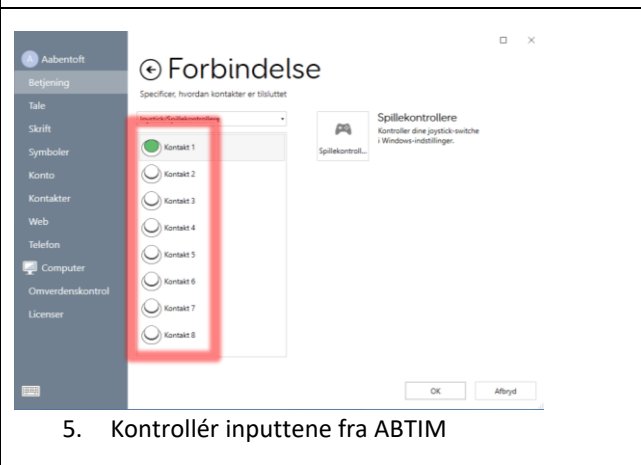 A Aabentoft
Betjening
Tale
Skrift
Symboler
Konto
Kontakter
Web
Telefon
Computer
Omverdenskontrol
Licenser
Forbindelse
Specificer, hvordan kontakter er tilsluttet
Joystick/Spillekontrollere
Kontakt 1
Kontakt 2
Kontakt 3
Kontakt 4
Kontakt 5
Kontakt 6
Kontakt 7
Kontakt 8
Spillekontroll...
Spillekontrollere
Kontroller dine joystick-switche
i Windows-indstillinger.
OK Afbryd
5. Kontrollér inputtene fra ABTIM